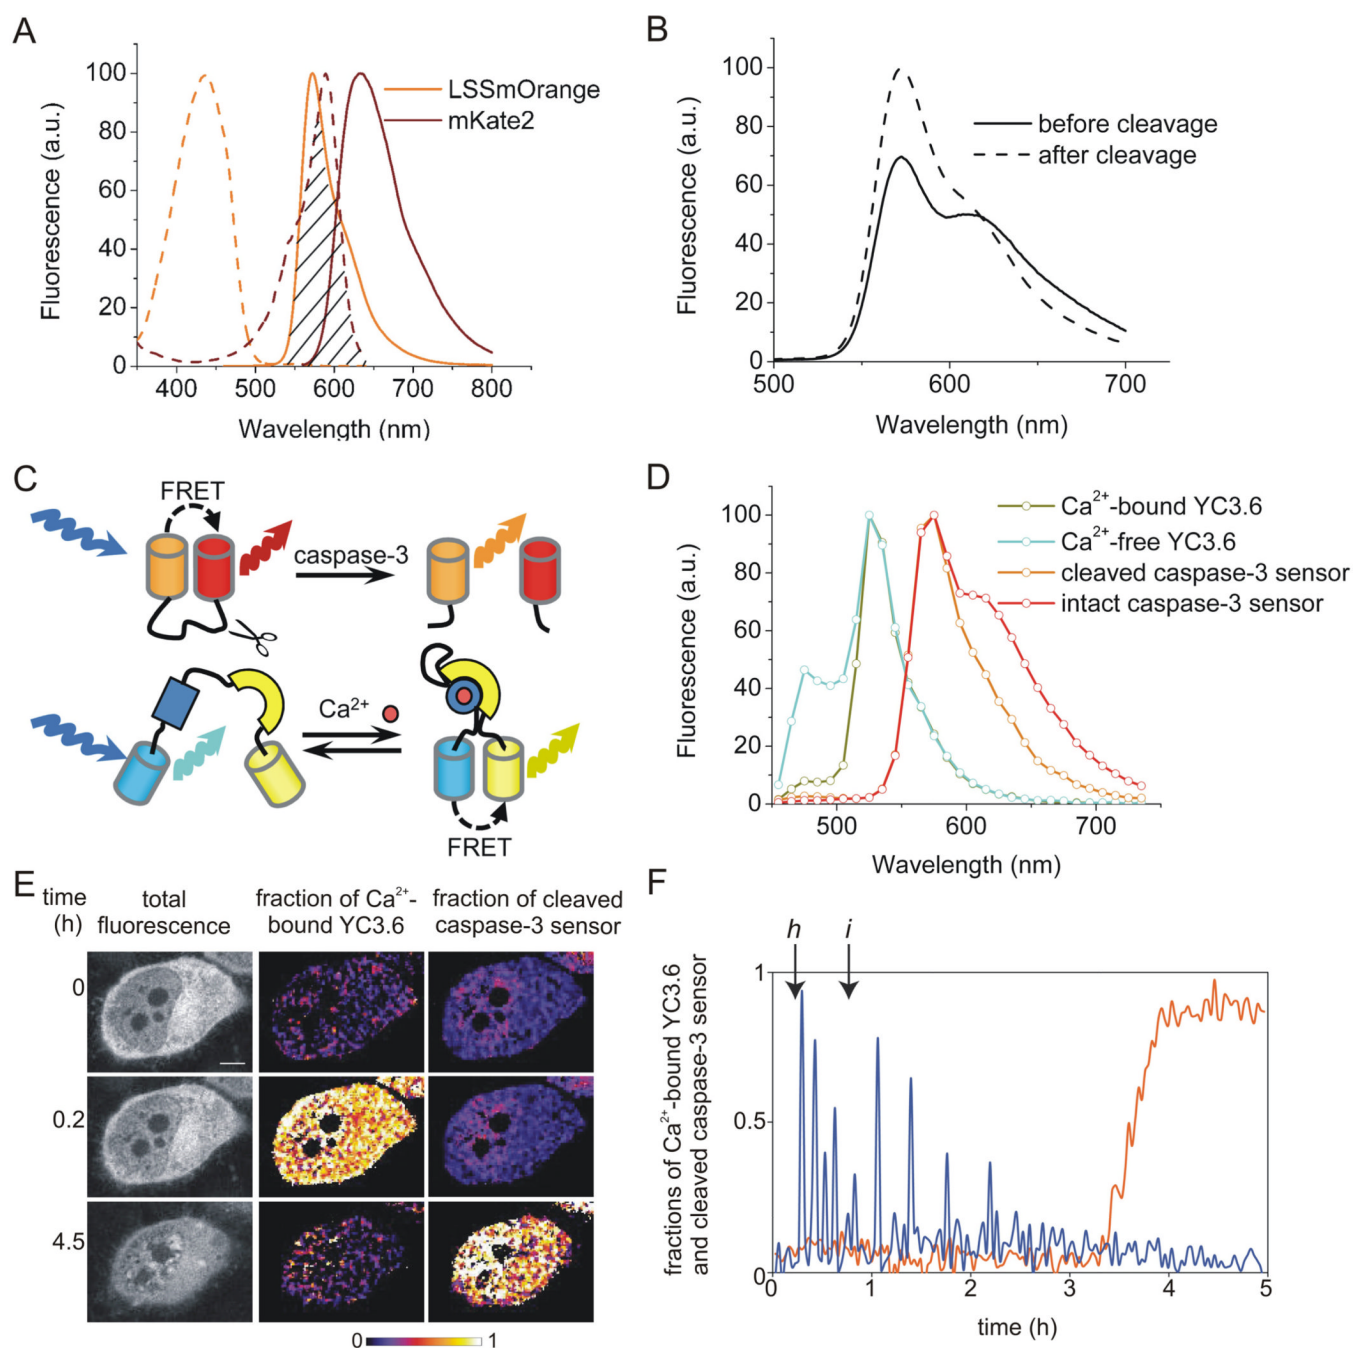 A
100
80
60
40
20
0
400
500
600
700
800
Fluorescence (a.u.)
Wavelength (nm)
LSSmOrange
mKate2
B
100
80
60
40
20
0
500
600
700
Fluorescence (a.u.)
Wavelength (nm)
before cleavage
after cleavage
C
FRET
caspase-3
Ca2+
FRET
D
100
80
60
40
20
0
500
600
700
Fluorescence (a.u.)
Wavelength (nm)
Ca2+-bound YC3.6
Ca2+-free YC3.6
cleaved caspase-3 sensor
intact caspase-3 sensor
E
time
(h)
total
fluorescence
fraction of Ca2+-
bound YC3.6
fraction of cleaved
caspase-3 sensor
0
0.2
4.5
0
1
F
h
i
fractions of Ca2+-bound YC3.6
and cleaved caspase-3 sensor
1
0.5
0
0
1
2
3
4
5
time (h)